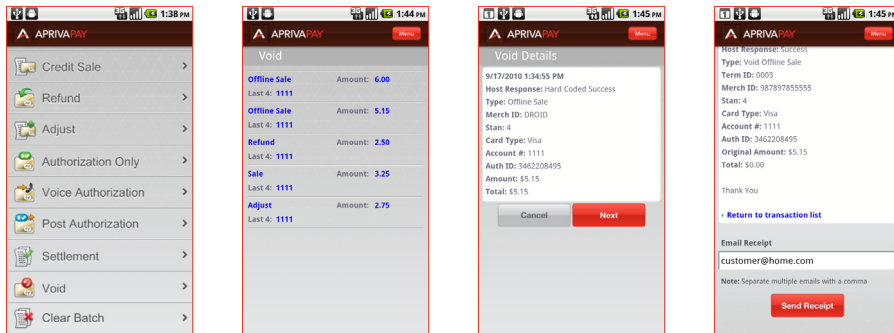 3G
1:38 PM
APRIVAPAY
Credit Sale
Refund
Adjust
Authorization Only
Voice Authorization
Post Authorization
Settlement
Void
Clear Batch
3G
1:44 PM
APRIVAPAY
Menu
Void
Offline Sale Amount: 6.00
Last 4: 1111
Offline Sale Amount: 5.15
Last 4: 1111
Refund Amount: 2.50
Last 4: 1111
Sale Amount: 3.25
Last 4: 1111
Adjust Amount: 2.75
Last 4: 1111
3G
1:45 PM
APRIVAPAY
Menu
Void Details
9/17/2010 1:34:55 PM
Host Response: Hard Coded Success
Type: Offline Sale
Merch ID: DROID
Stan: 4
Card Type: Visa
Account #: 1111
Auth ID: 3462208495
Amount: $5.15
Total: $5.15
Cancel Next
3G
1:45 PM
APRIVAPAY
Menu
Host Response: Success
Type: Void Offline Sale
Term ID: 0003
Merch ID: 987897855555
Stan: 4
Card Type: Visa
Account #: 1111
Auth ID: 3462208495
Original Amount: $5.15
Total: $0.00
Thank You
› Return to transaction list
Email Receipt
customer@home.com
Note: Separate multiple emails with a comma
Send Receipt